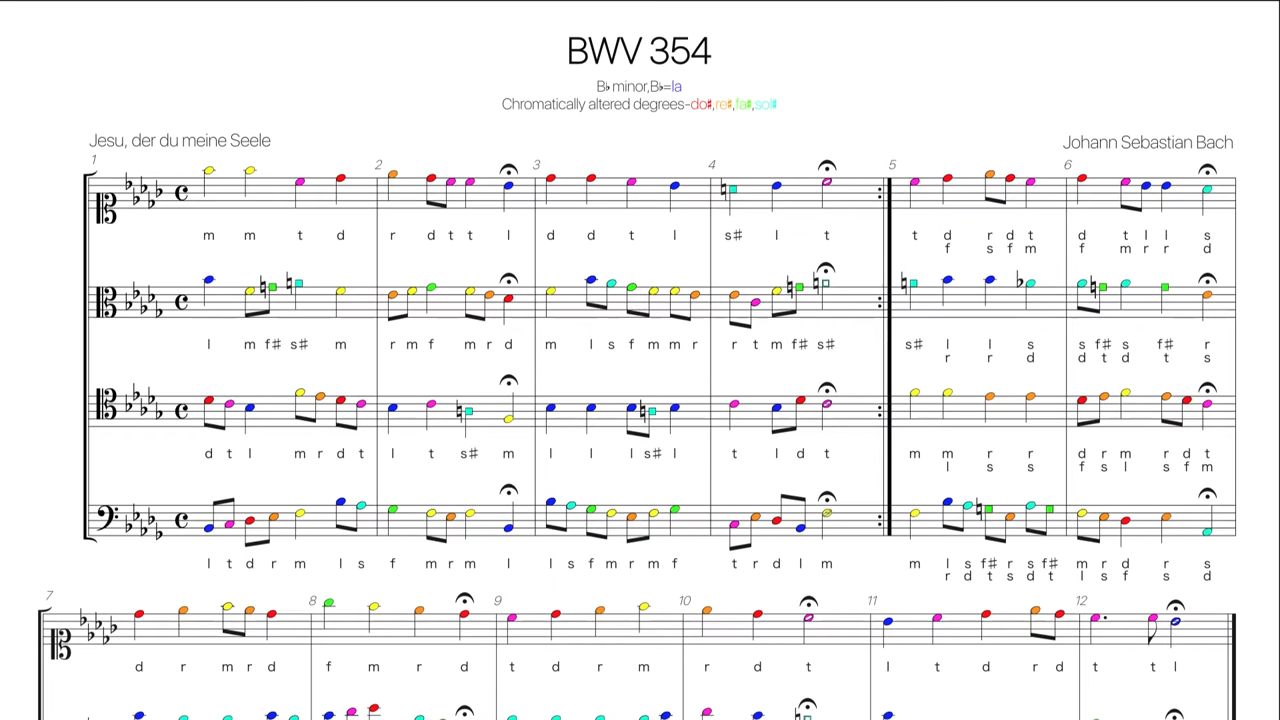 BWV 354
B♭ minor,B♭=la
Chromatically altered degrees-do♯,re♯,fa♯,sol♯
Jesu, der du meine Seele
Johann Sebastian Bach
1 2 3 4 5 6
m m t d r d t t l d d t l s# l t t d r d t d t l l s
f s f m f m r r d
l m f# s# m r m f m r d m l s f m m r r t m f# s# s# l l s s f# s f# r
r r d d t d t s
d t l m r d t l t s# m l l l s# l t l d t m m r r d r m r d t
l s s f s l s f m
l t d r m l s f m r m l l s f m r m f t r d l m m l s f# r s f# m r d r s
r d t s d t l s f s d
7 8 9 10 11 12
d r m r d f m r d t d r m r d t l t d r d t t l